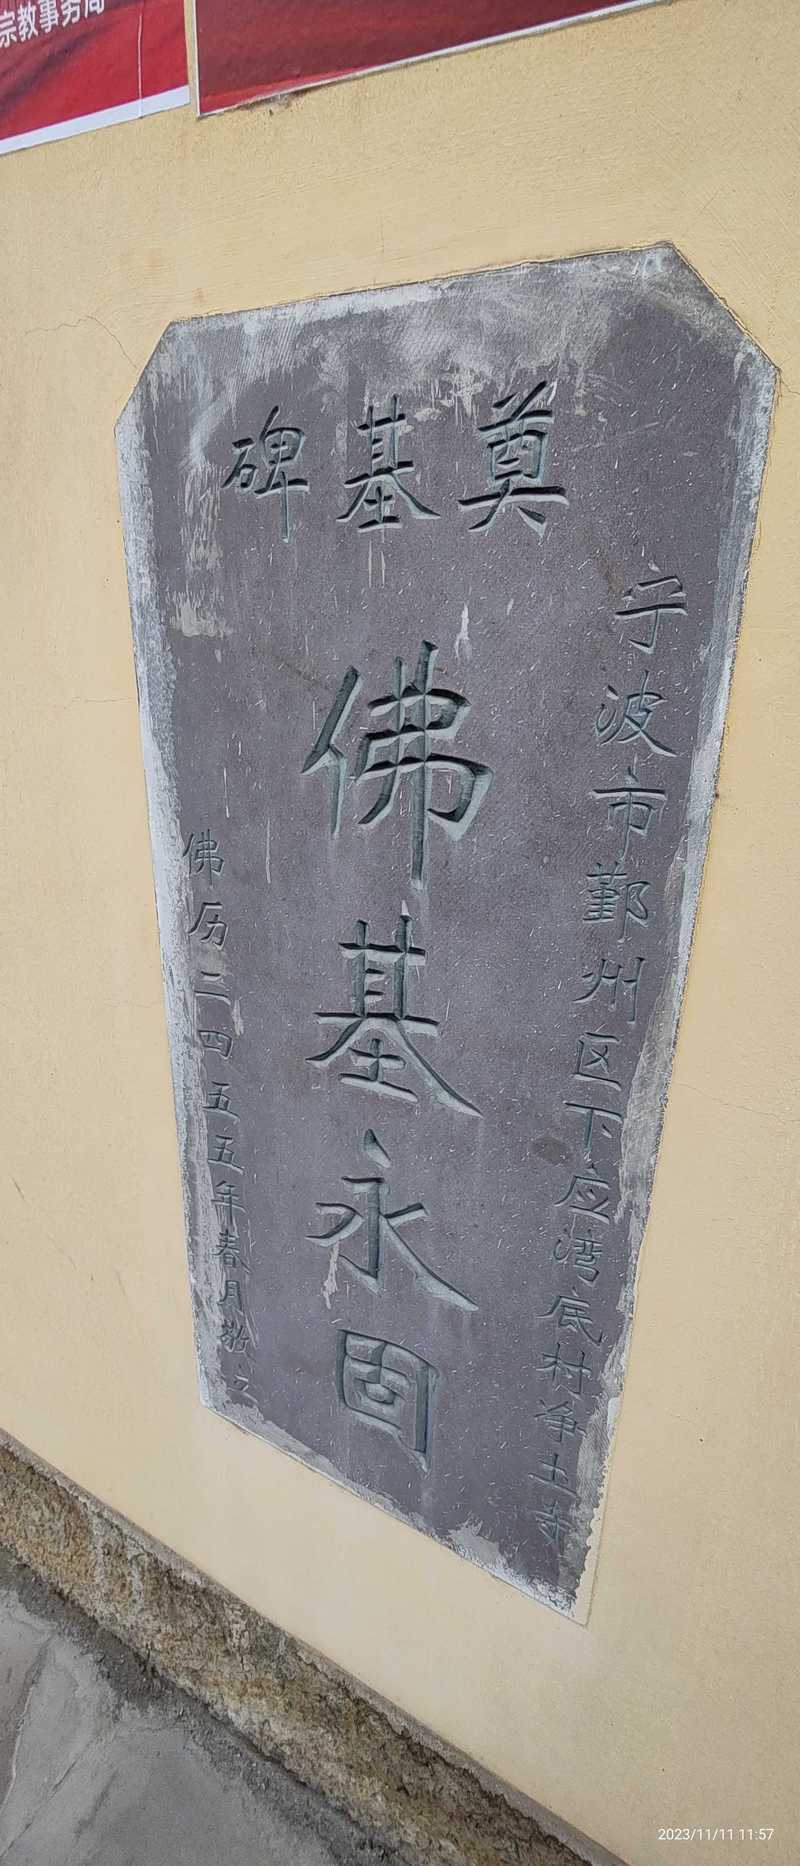 宗教事务局
奠基碑
宁波市鄞州区下应湾底村净土寺
佛基永固
佛历二四五五年春月敬立
2023/11/11 11:57